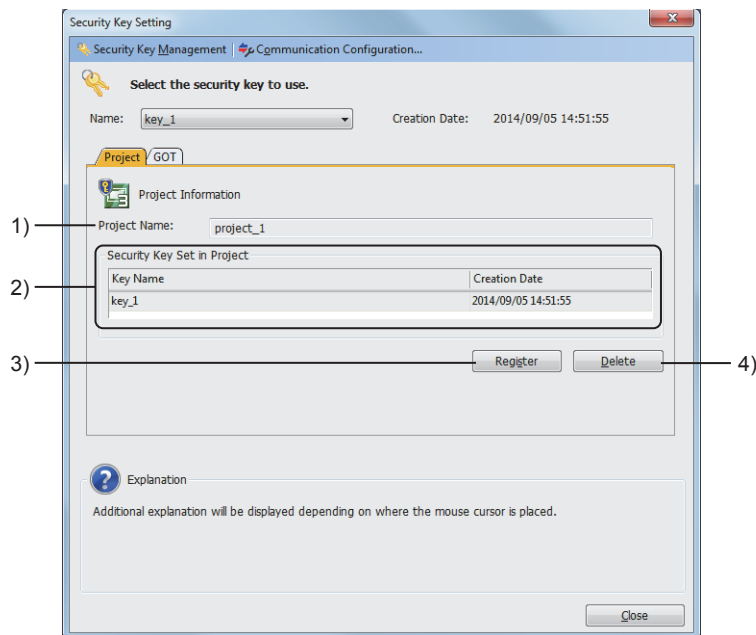 Security Key Setting
x
Security Key Management Communication Configuration...
Select the security key to use.
Name: key_1 Creation Date: 2014/09/05 14:51:55
Project GOT
Project Information
1) Project Name: project_1
Security Key Set in Project
2) Key Name Creation Date
key_1 2014/09/05 14:51:55
3) Register Delete 4)
? Explanation
Additional explanation will be displayed depending on where the mouse cursor is placed.
Close